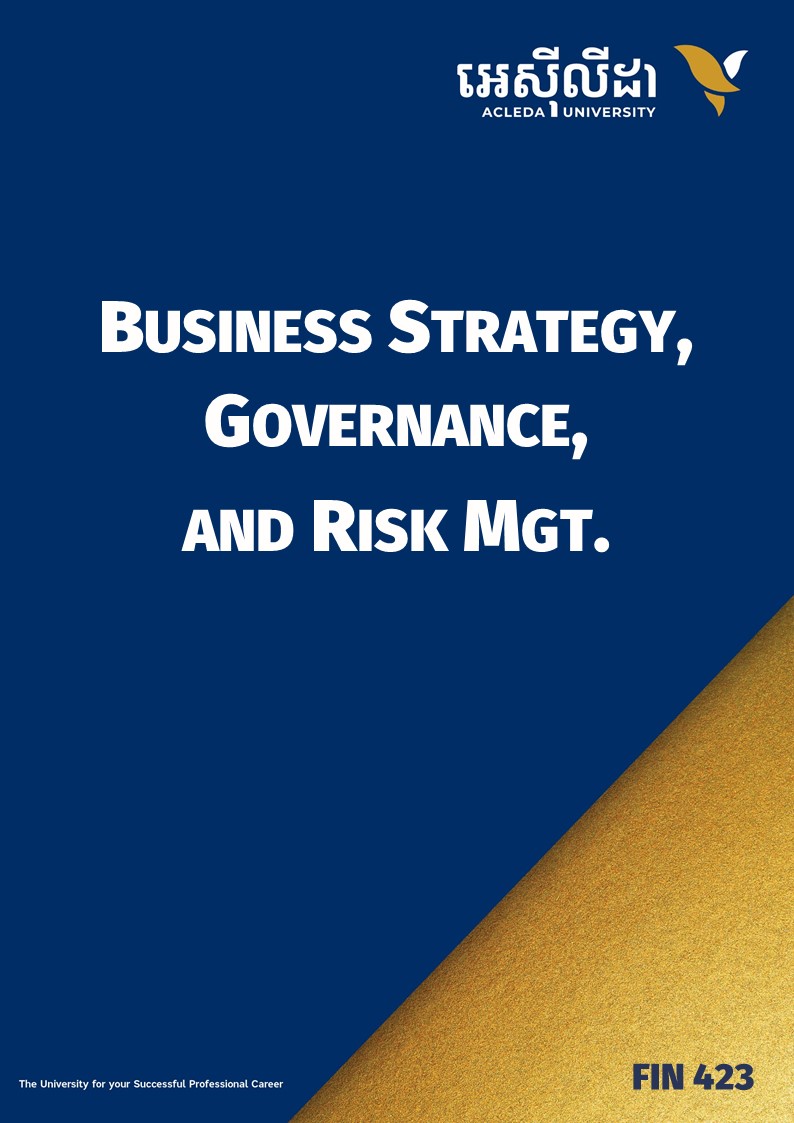 អេស៊ីលីដា
ACLEDA UNIVERSITY
BUSINESS STRATEGY,
GOVERNANCE,
AND RISK MGT.
The University for your Successful Professional Career
FIN 423